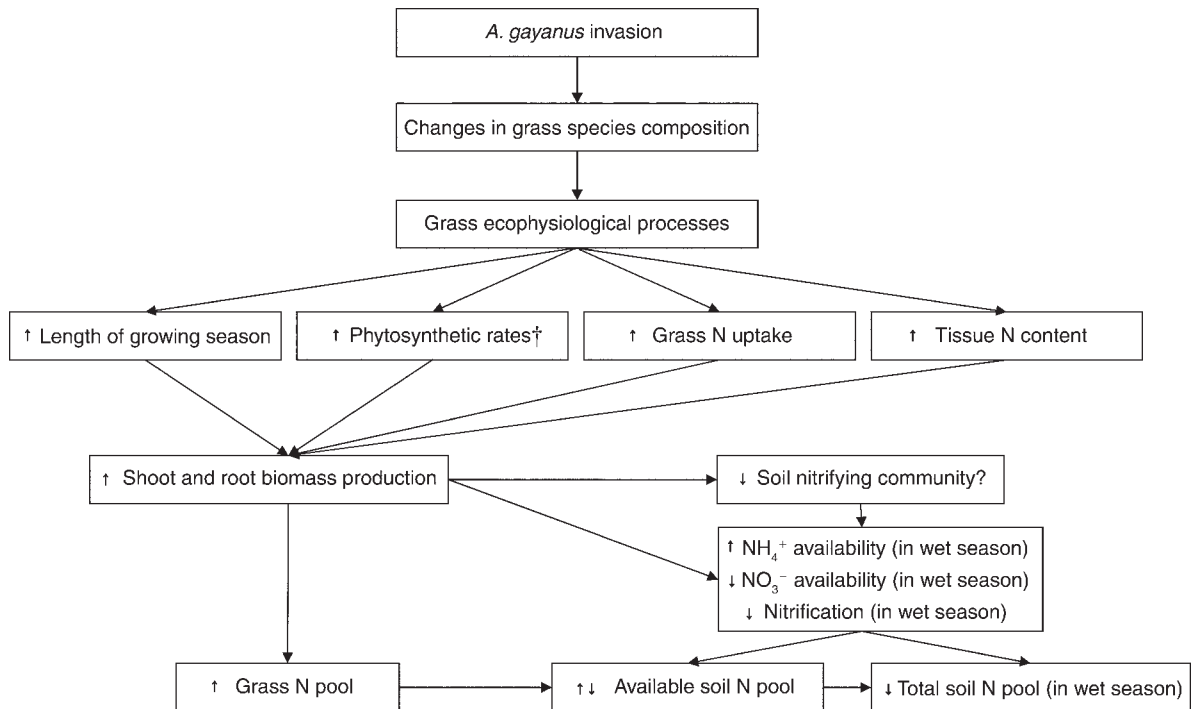 A. gayanus invasion
Changes in grass species composition
Grass ecophysiological processes
↑ Length of growing season
↑ Phytosynthetic rates†
↑ Grass N uptake
↑ Tissue N content
↑ Shoot and root biomass production
↓ Soil nitrifying community?
↑ NH₄⁺ availability (in wet season)
↓ NO₃⁻ availability (in wet season)
↓ Nitrification (in wet season)
↑ Grass N pool
↑↓ Available soil N pool
↓ Total soil N pool (in wet season)